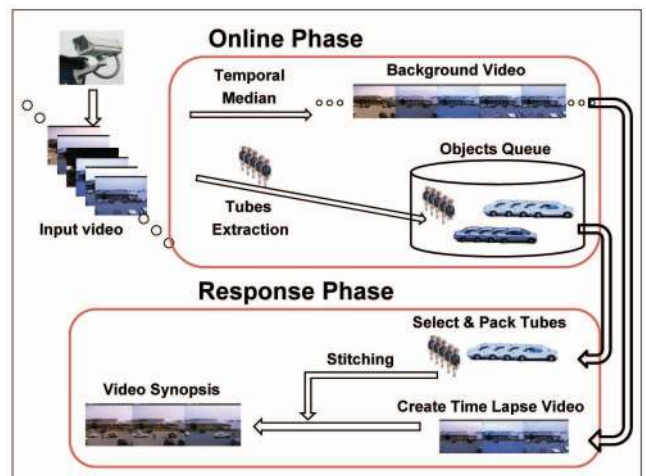 Online Phase
Temporal
Median
Background Video
Objects Queue
Tubes
Extraction
Input video
Response Phase
Select & Pack Tubes
Stitching
Video Synopsis
Create Time Lapse Video